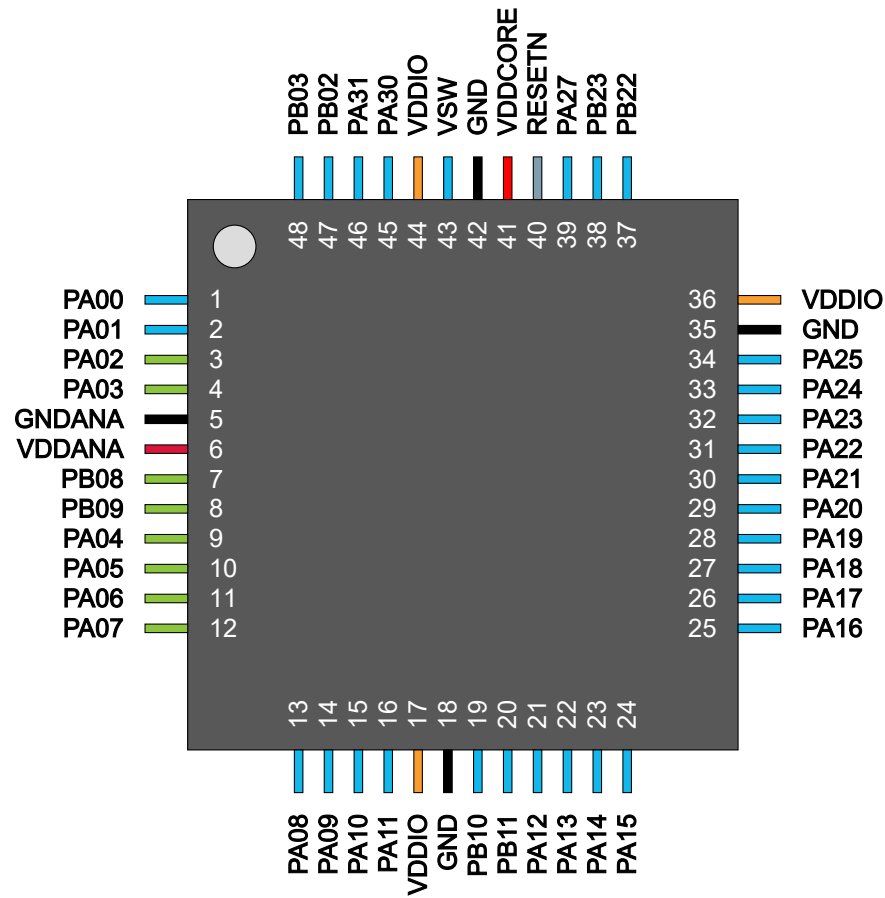 PB03 PB02 PA31 PA30 VDDIO VSW GND VDDCORE RESETN PA27 PB23 PB22
48 47 46 45 44 43 42 41 40 39 38 37
PA00 1 36 VDDIO
PA01 2 35 GND
PA02 3 34 PA25
PA03 4 33 PA24
GNDANA 5 32 PA23
VDDANA 6 31 PA22
PB08 7 30 PA21
PB09 8 29 PA20
PA04 9 28 PA19
PA05 10 27 PA18
PA06 11 26 PA17
PA07 12 25 PA16
13 14 15 16 17 18 19 20 21 22 23 24
PA08 PA09 PA10 PA11 VDDIO GND PB10 PB11 PA12 PA13 PA14 PA15